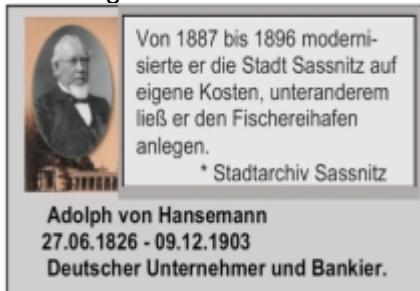 Von 1887 bis 1896 moderni-
sierte er die Stadt Sassnitz auf
eigene Kosten, unteranderem
ließ er den Fischereihafen
anlegen.
* Stadtarchiv Sassnitz
Adolph von Hansemann
27.06.1826 - 09.12.1903
Deutscher Unternehmer und Bankier.